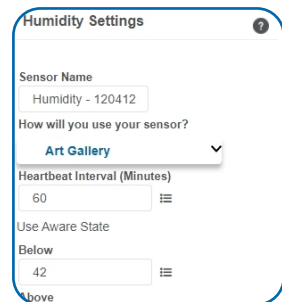 Humidity Settings
Sensor Name
Humidity - 120412
How will you use your sensor?
Art Gallery
Heartbeat Interval (Minutes)
60
Use Aware State
Below
42
Above